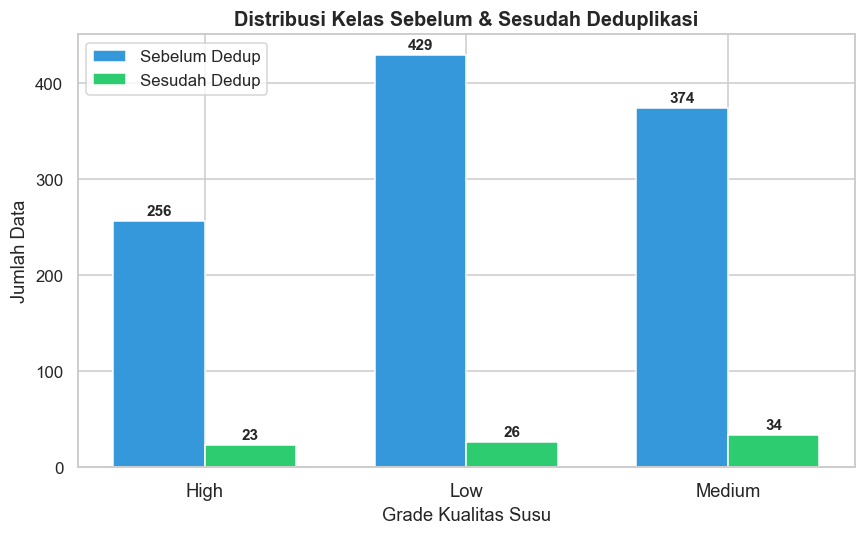 Distribusi Kelas Sebelum & Sesudah Deduplikasi
Sebelum Dedup
Sesudah Dedup
Jumlah Data
400
300
200
100
0
256
23
429
26
374
34
High
Low
Medium
Grade Kualitas Susu